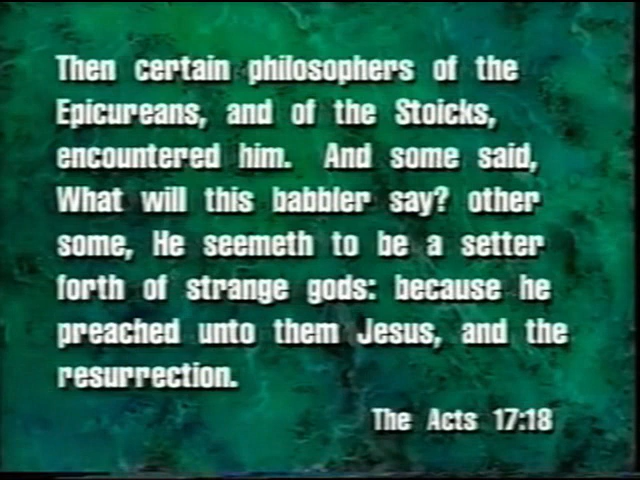 Then certain philosophers of the
Epicureans, and of the Stoicks,
encountered him. And some said,
What will this babbler say? other
some, He seemeth to be a setter
forth of strange gods: because he
preached unto them Jesus, and the
resurrection.
The Acts 17:18